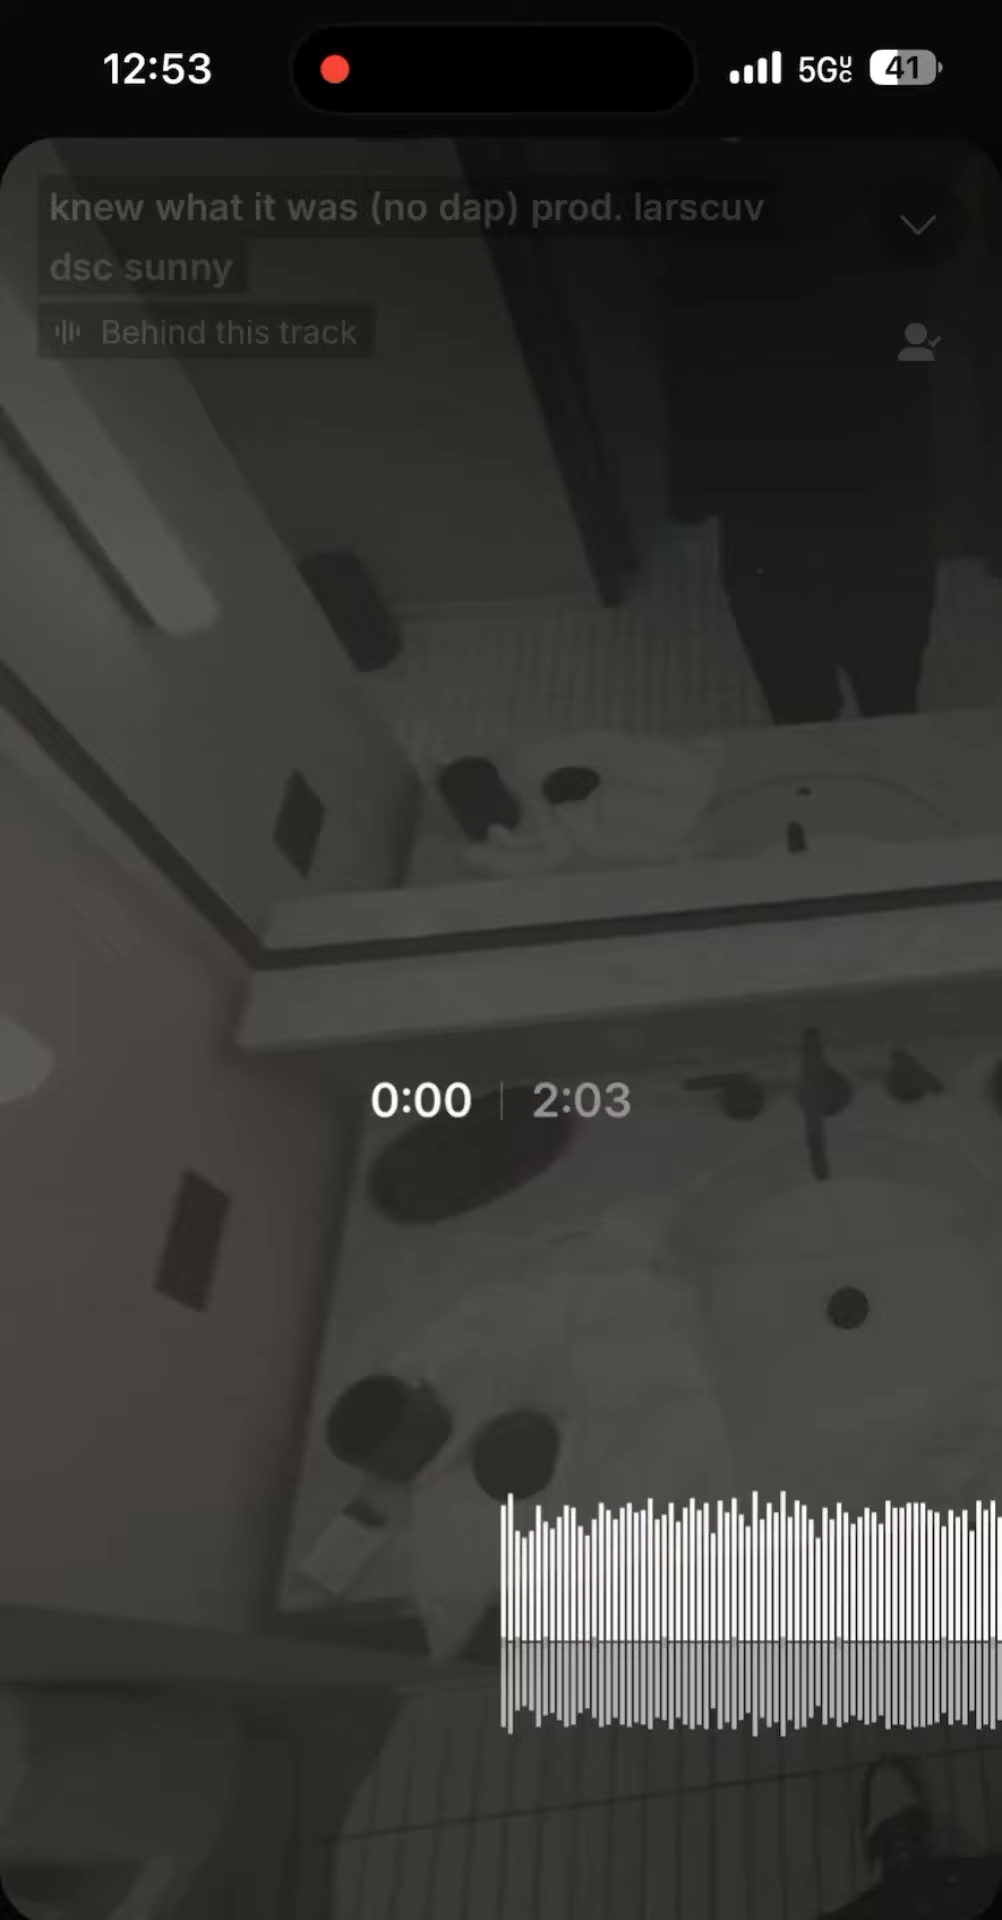 12:53
5GUC
41
knew what it was (no dap) prod. larscuv
dsc sunny
Behind this track
0:00 | 2:03